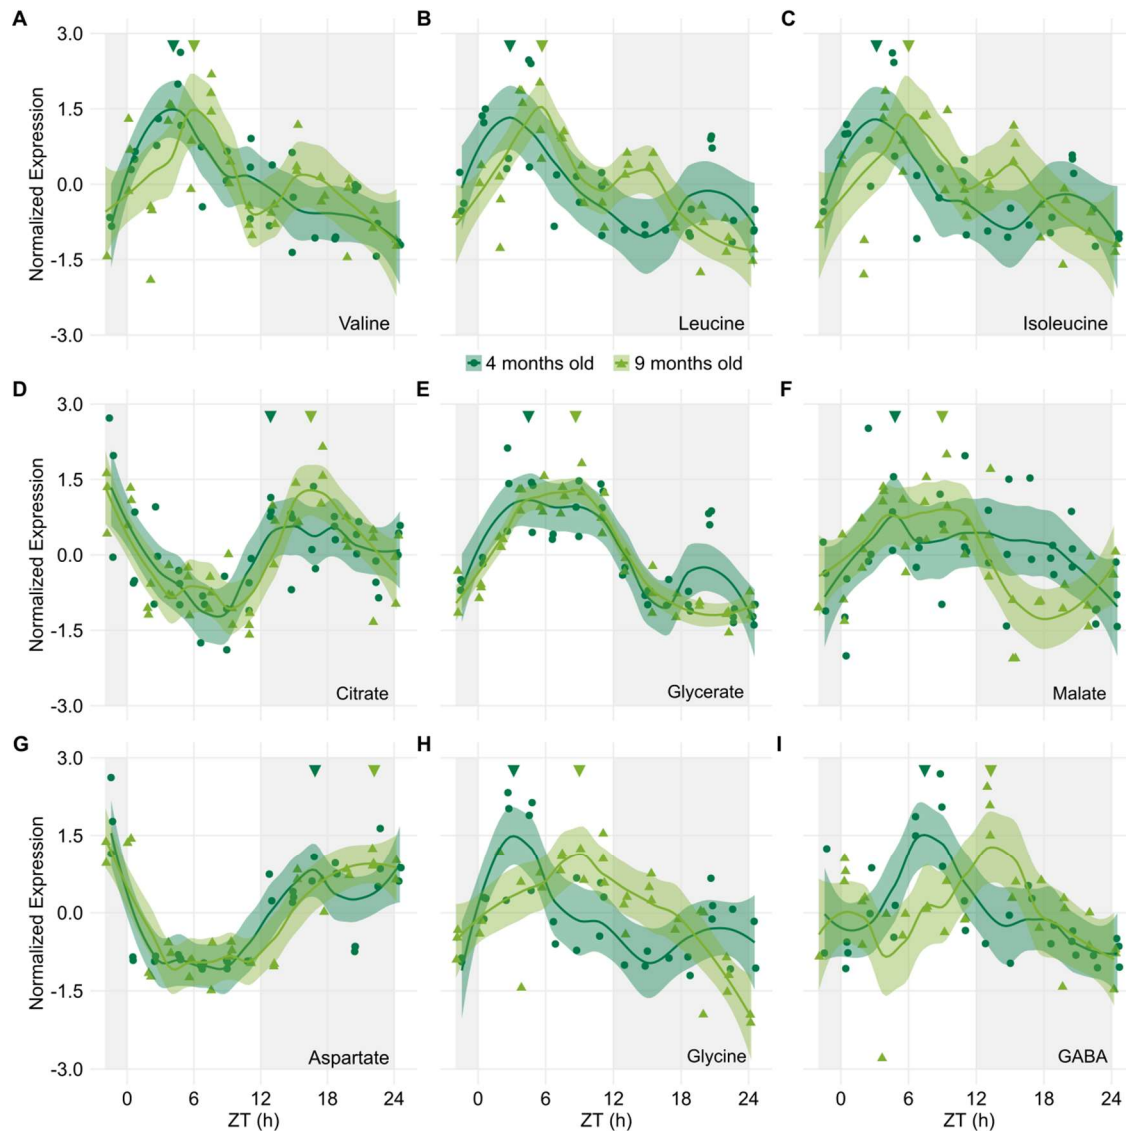 A B C
3.0
1.5
0.0
-1.5
-3.0
Normalized Expression
Valine Leucine Isoleucine
4 months old 9 months old
D E F
3.0
1.5
0.0
-1.5
-3.0
Normalized Expression
Citrate Glycerate Malate
G H I
3.0
1.5
0.0
-1.5
-3.0
Normalized Expression
Aspartate Glycine GABA
0 6 12 18 24 0 6 12 18 24 0 6 12 18 24
ZT (h) ZT (h) ZT (h)